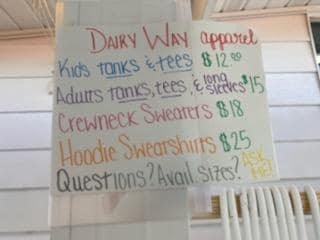 DAIRY WAY apparel
Kids tanks & tees $12.00
Adults tanks, tees, & long sleeves $15
Crewneck Sweaters $18
Hoodie Sweatshirts $25
Questions? Avail. Sizes? ASK ME!